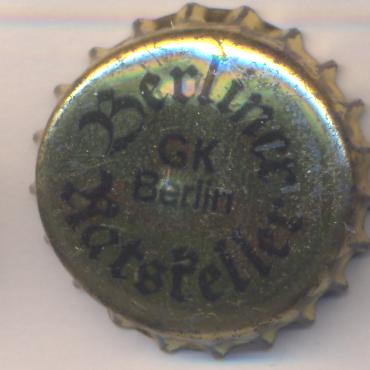 Berliner
GK
Berlin
Ratskeller